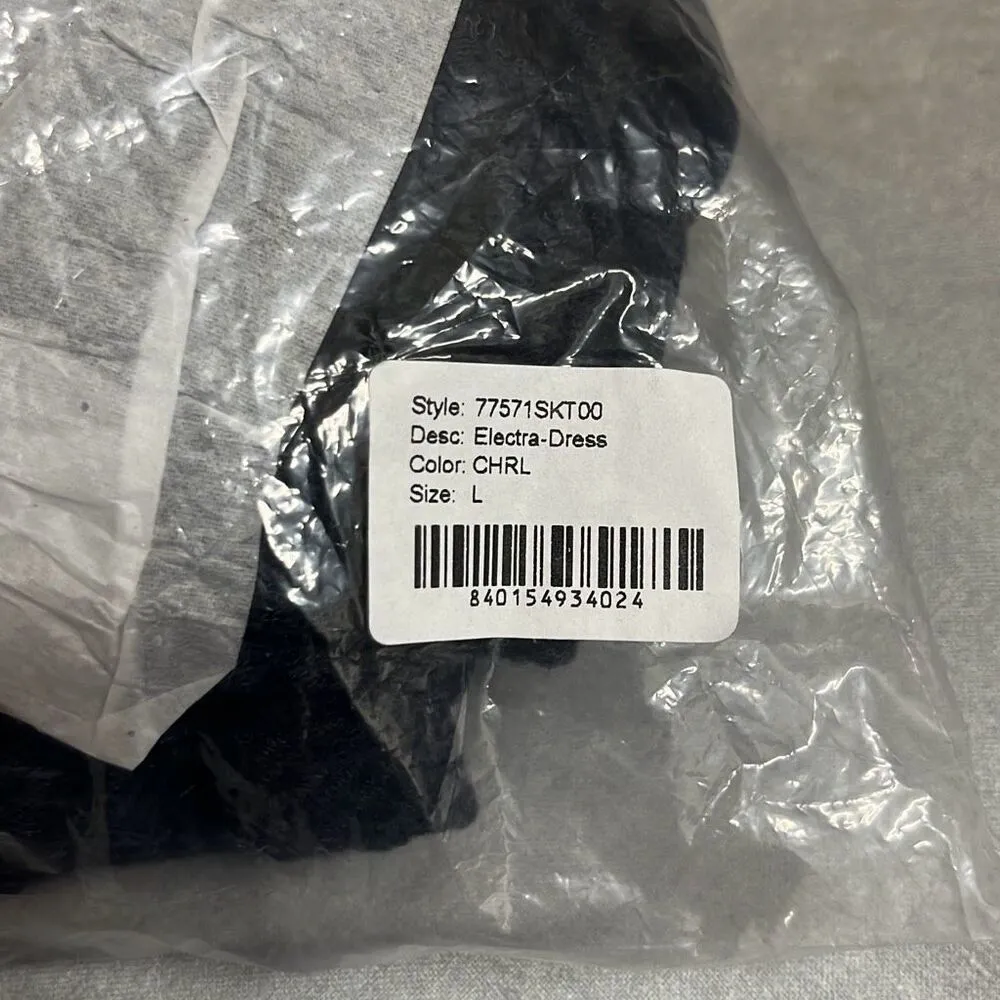 Style: 77571SKT00
Desc: Electra-Dress
Color: CHRL
Size: L
840154934024